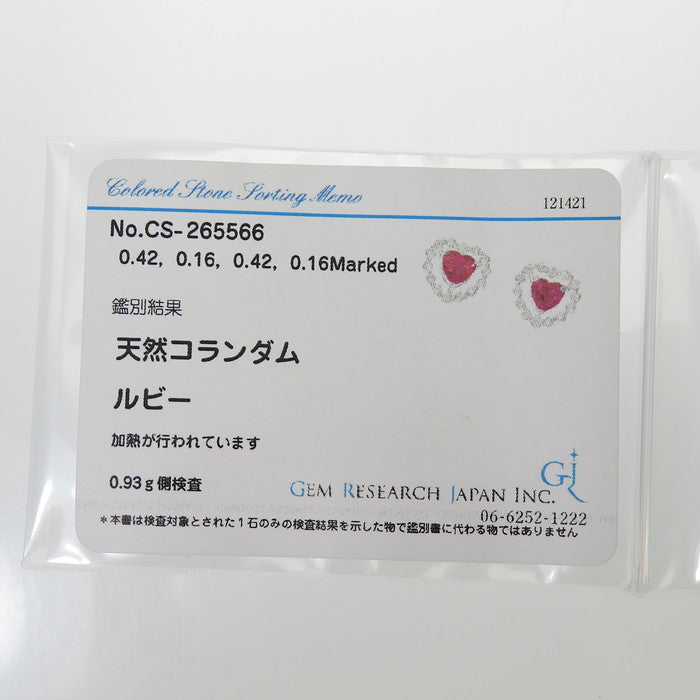 Colored Stone Sorting Memo
121421
No.CS-265566
0.42, 0.16, 0.42, 0.16Marked
鑑別結果
天然コランダム
ルビー
加熱が行われています
0.93g側検査
GEM RESEARCH JAPAN INC.
GJ
06-6252-1222
*本書は検査対象とされた1石のみの検査結果を示した物で鑑別書に代わる物ではありません